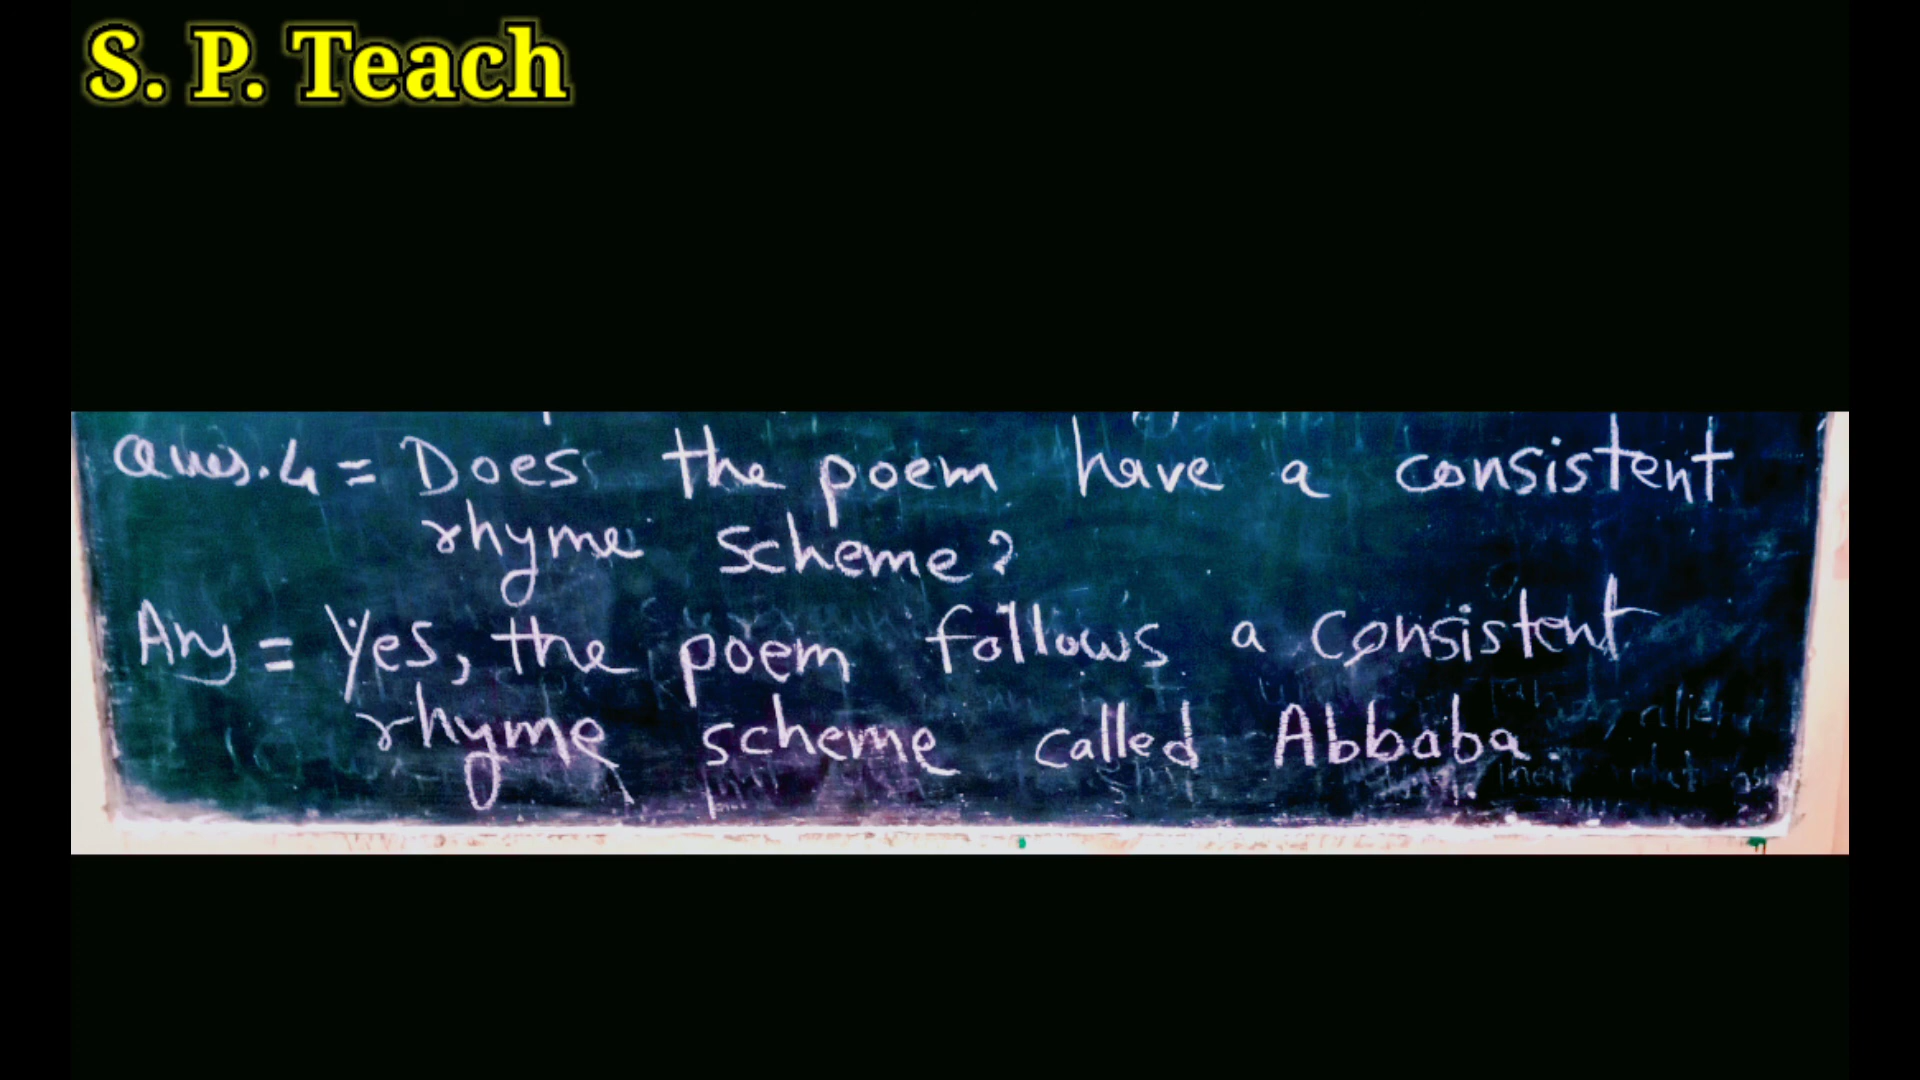 S. P. Teach
Ques.4 = Does the poem have a consistent
rhyme scheme?
Ans = Yes, the poem follows a consistent
rhyme scheme called Abbaba.